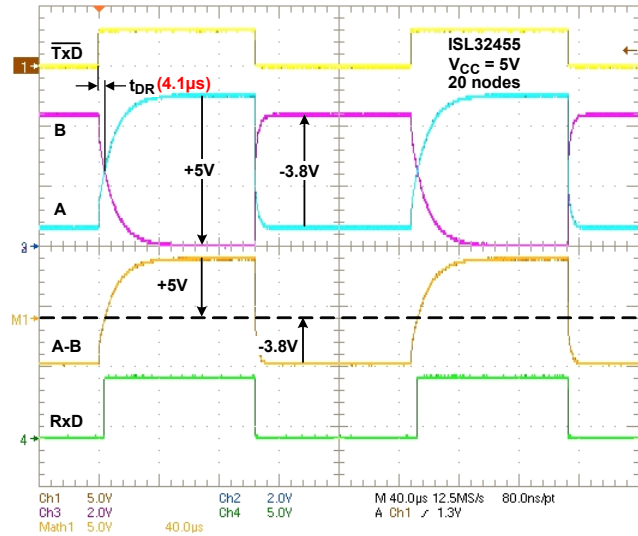 TxD
1
ISL32455
VCC = 5V
20 nodes
tDR (4.1µs)
B
+5V
-3.8V
A
3
+5V
M1
A-B
-3.8V
RxD
4
Ch1 5.0V Ch2 2.0V M 40.0µs 12.5MS/s 80.0ns/pt
Ch3 2.0V Ch4 5.0V A Ch1 ∕ 1.3V
Math1 5.0V 40.0µs